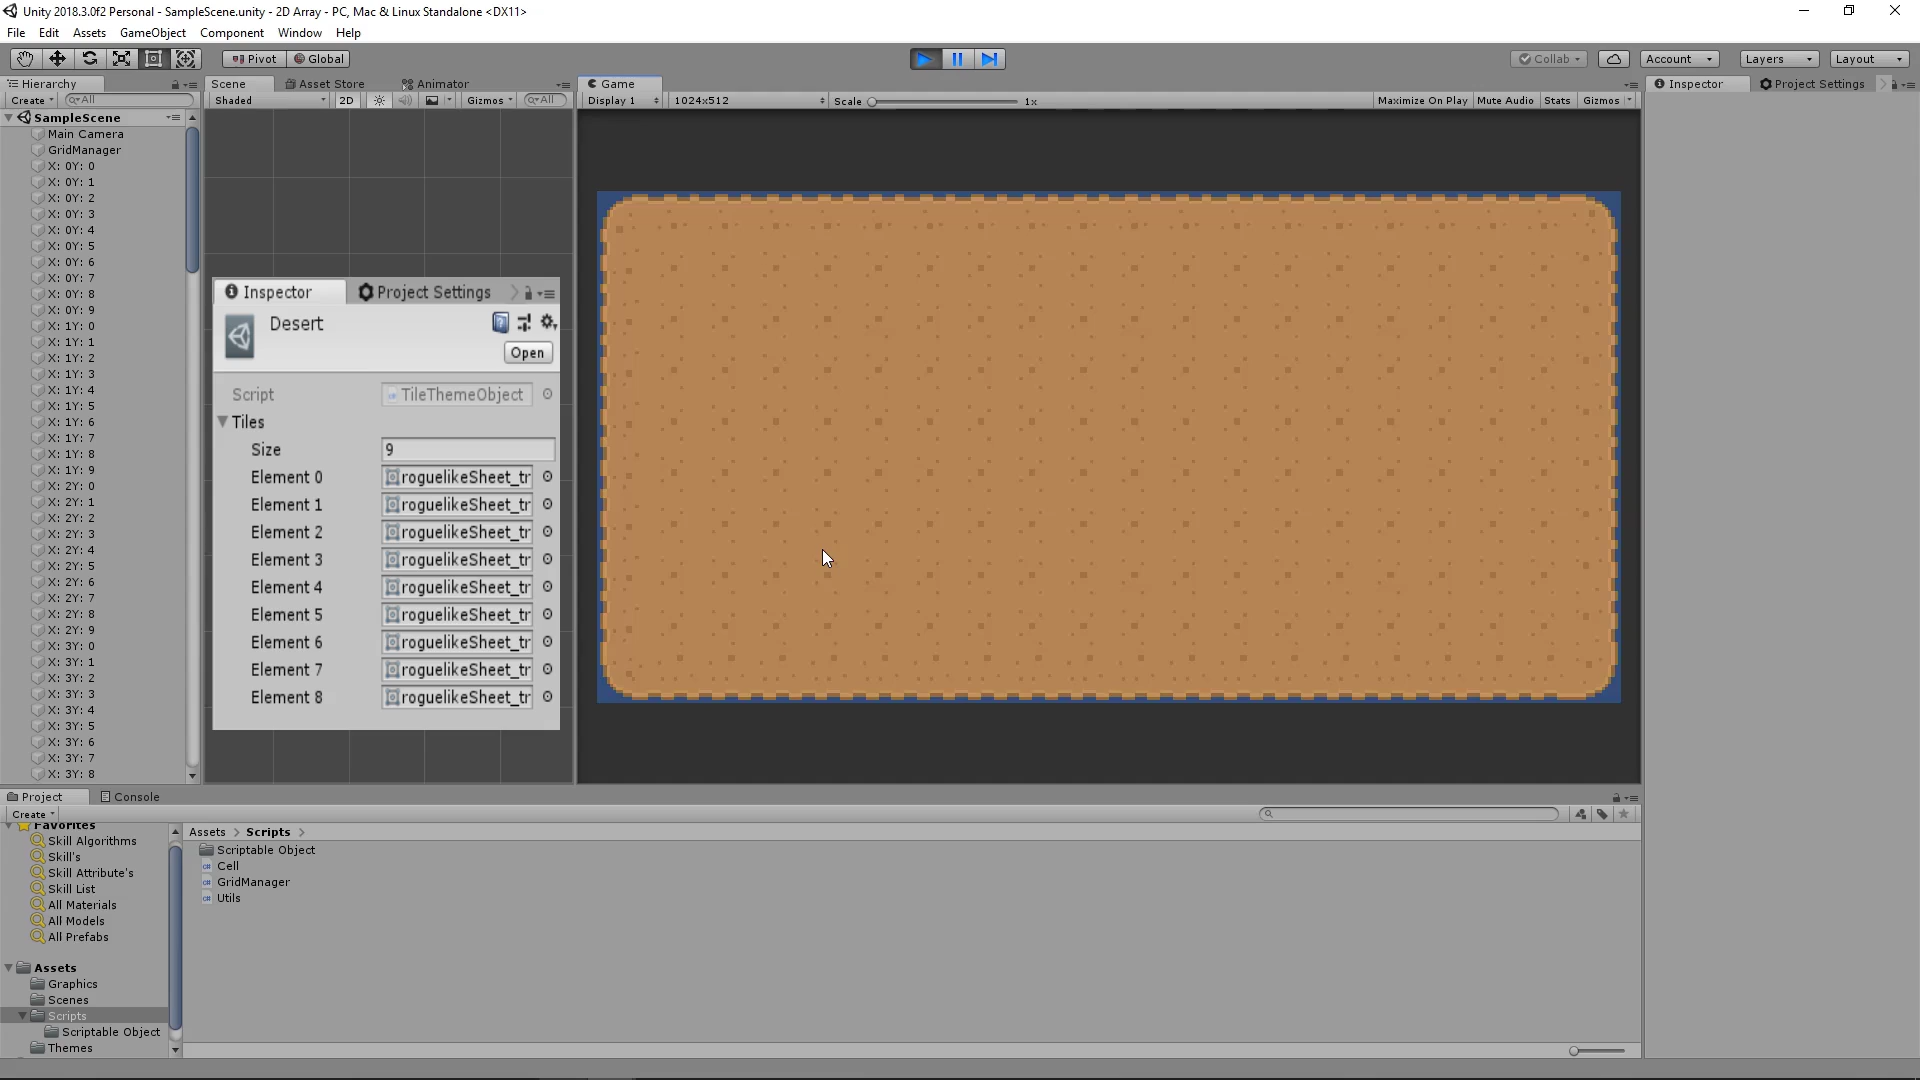 Unity 2018.3.0f2 Personal - SampleScene.unity - 2D Array - PC, Mac & Linux Standalone <DX11>
File Edit Assets GameObject Component Window Help
Pivot Global Collab Account Layers Layout
Hierarchy
Create All
SampleScene
Main Camera
GridManager
X: 0Y: 0
X: 0Y: 1
X: 0Y: 2
X: 0Y: 3
X: 0Y: 4
X: 0Y: 5
X: 0Y: 6
X: 0Y: 7
X: 0Y: 8
X: 0Y: 9
X: 1Y: 0
X: 1Y: 1
X: 1Y: 2
X: 1Y: 3
X: 1Y: 4
X: 1Y: 5
X: 1Y: 6
X: 1Y: 7
X: 1Y: 8
X: 1Y: 9
X: 2Y: 0
X: 2Y: 1
X: 2Y: 2
X: 2Y: 3
X: 2Y: 4
X: 2Y: 5
X: 2Y: 6
X: 2Y: 7
X: 2Y: 8
X: 2Y: 9
X: 3Y: 0
X: 3Y: 1
X: 3Y: 2
X: 3Y: 3
X: 3Y: 4
X: 3Y: 5
X: 3Y: 6
X: 3Y: 7
X: 3Y: 8
Scene Asset Store Animator
Shaded 2D Gizmos All
Inspector Project Settings
Desert
Open
Script TileThemeObject
Tiles
Size 9
Element 0 roguelikeSheet_tr
Element 1 roguelikeSheet_tr
Element 2 roguelikeSheet_tr
Element 3 roguelikeSheet_tr
Element 4 roguelikeSheet_tr
Element 5 roguelikeSheet_tr
Element 6 roguelikeSheet_tr
Element 7 roguelikeSheet_tr
Element 8 roguelikeSheet_tr
Game
Display 1 1024x512 Scale 1x Maximize On Play Mute Audio Stats Gizmos
Inspector Project Settings
Project Console
Create
Favorites
Skill Algorithms
Skill's
Skill Attribute's
Skill List
All Materials
All Models
All Prefabs
Assets
Graphics
Scenes
Scripts
Scriptable Object
Themes
Assets Scripts
Scriptable Object
Cell
GridManager
Utils